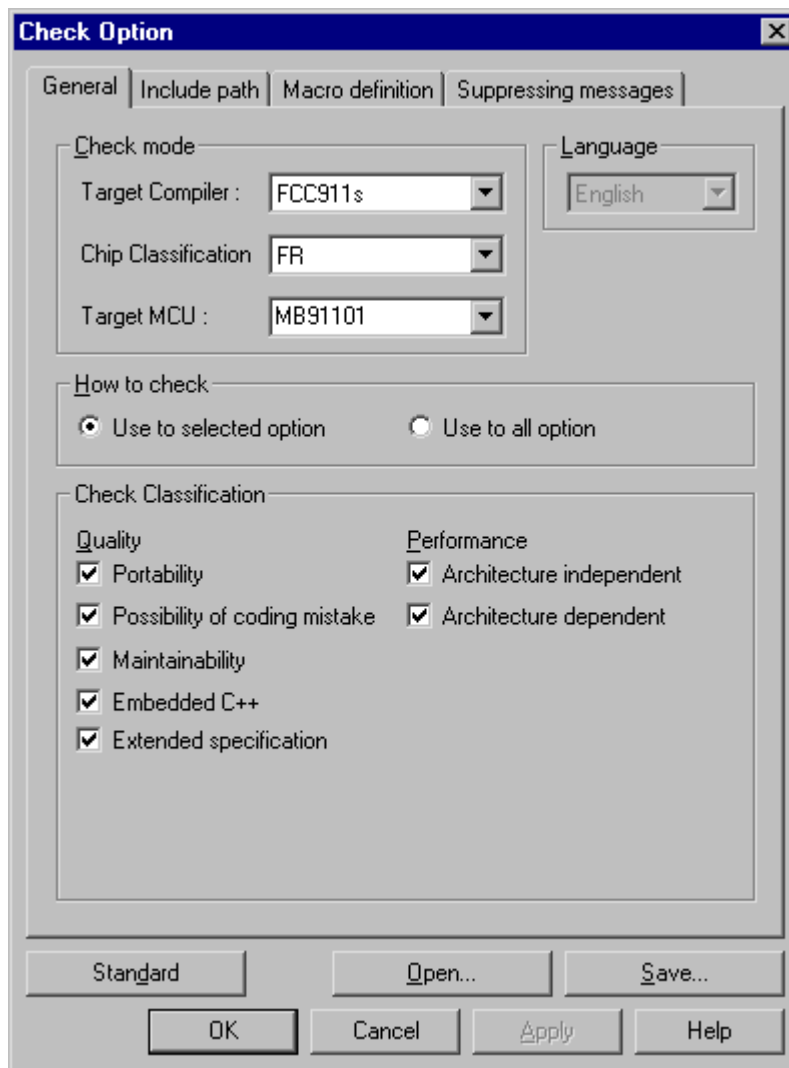 Check Option
General Include path Macro definition Suppressing messages
Check mode Language
Target Compiler : FCC911s English
Chip Classification FR
Target MCU : MB91101
How to check
Use to selected option Use to all option
Check Classification
Quality Performance
Portability Architecture independent
Possibility of coding mistake Architecture dependent
Maintainability
Embedded C++
Extended specification
Standard Open... Save...
OK Cancel Apply Help